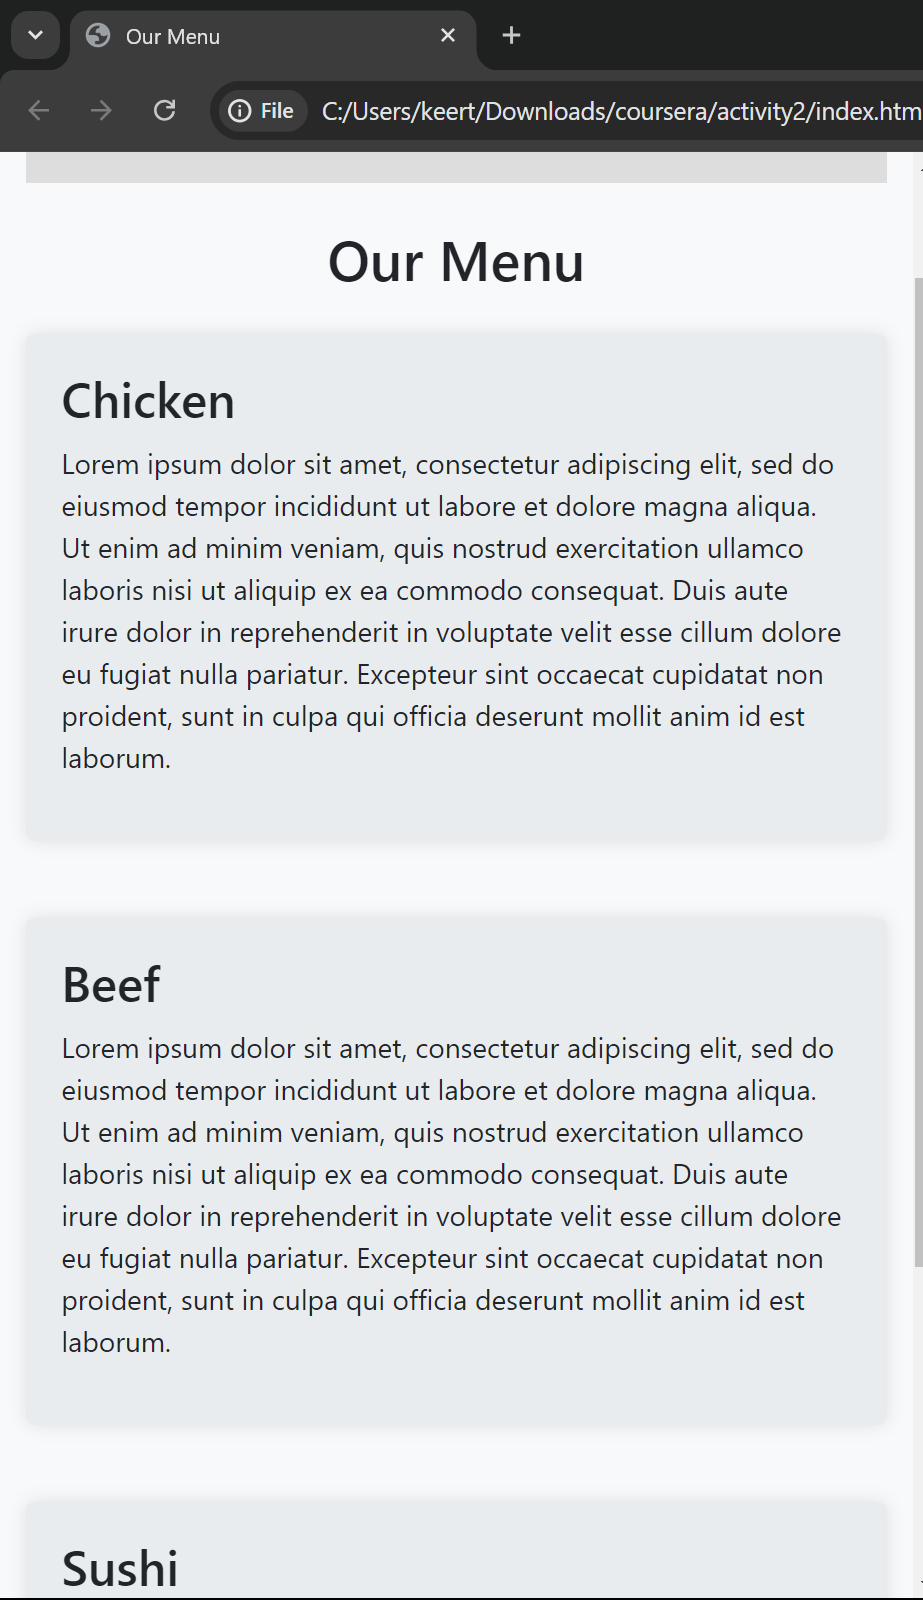 Our Menu
File
C:/Users/keert/Downloads/coursera/activity2/index.htm
Our Menu
Chicken
Lorem ipsum dolor sit amet, consectetur adipiscing elit, sed do
eiusmod tempor incididunt ut labore et dolore magna aliqua.
Ut enim ad minim veniam, quis nostrud exercitation ullamco
laboris nisi ut aliquip ex ea commodo consequat. Duis aute
irure dolor in reprehenderit in voluptate velit esse cillum dolore
eu fugiat nulla pariatur. Excepteur sint occaecat cupidatat non
proident, sunt in culpa qui officia deserunt mollit anim id est
laborum.
Beef
Lorem ipsum dolor sit amet, consectetur adipiscing elit, sed do
eiusmod tempor incididunt ut labore et dolore magna aliqua.
Ut enim ad minim veniam, quis nostrud exercitation ullamco
laboris nisi ut aliquip ex ea commodo consequat. Duis aute
irure dolor in reprehenderit in voluptate velit esse cillum dolore
eu fugiat nulla pariatur. Excepteur sint occaecat cupidatat non
proident, sunt in culpa qui officia deserunt mollit anim id est
laborum.
Sushi